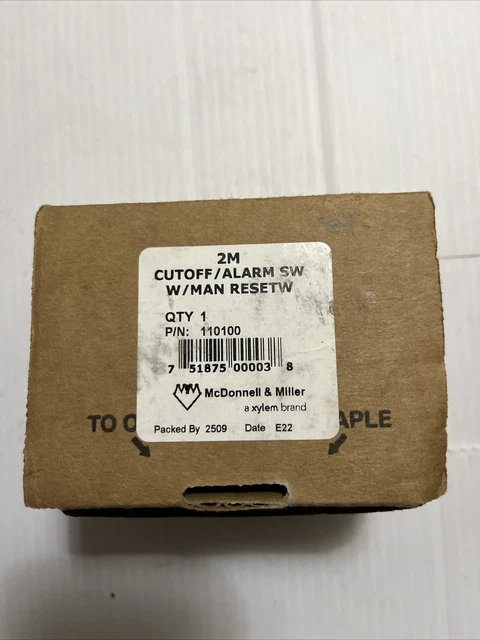 2M
CUTOFF/ALARM SW
W/MAN RESETW
QTY 1
P/N: 110100
7 51875 00003 8
McDonnell & Miller
a xylem brand
TO O APLE
Packed By 2509 Date E22